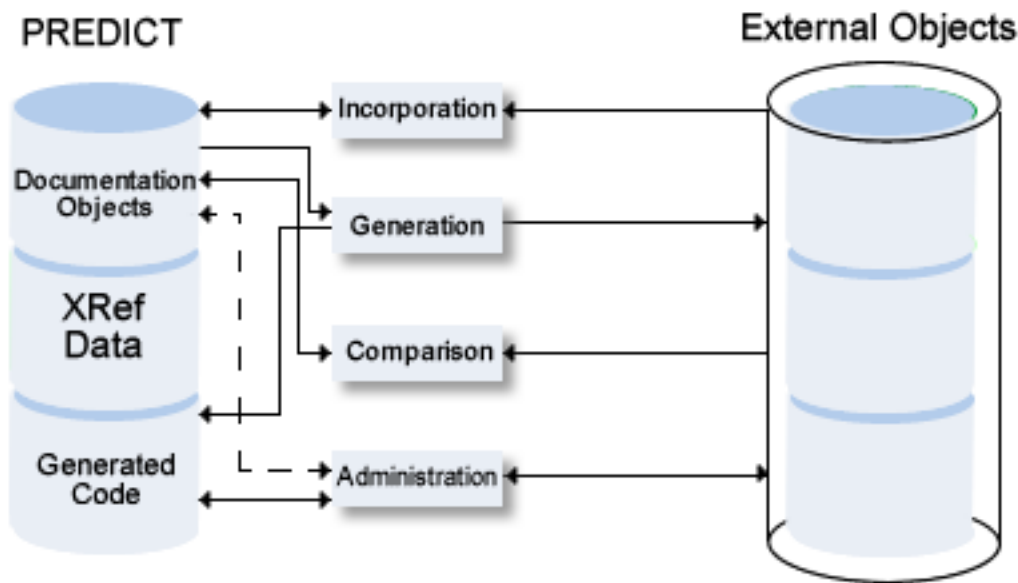 PREDICT
External Objects
Incorporation
Documentation
Objects
Generation
XRef
Data
Comparison
Generated
Code
Administration